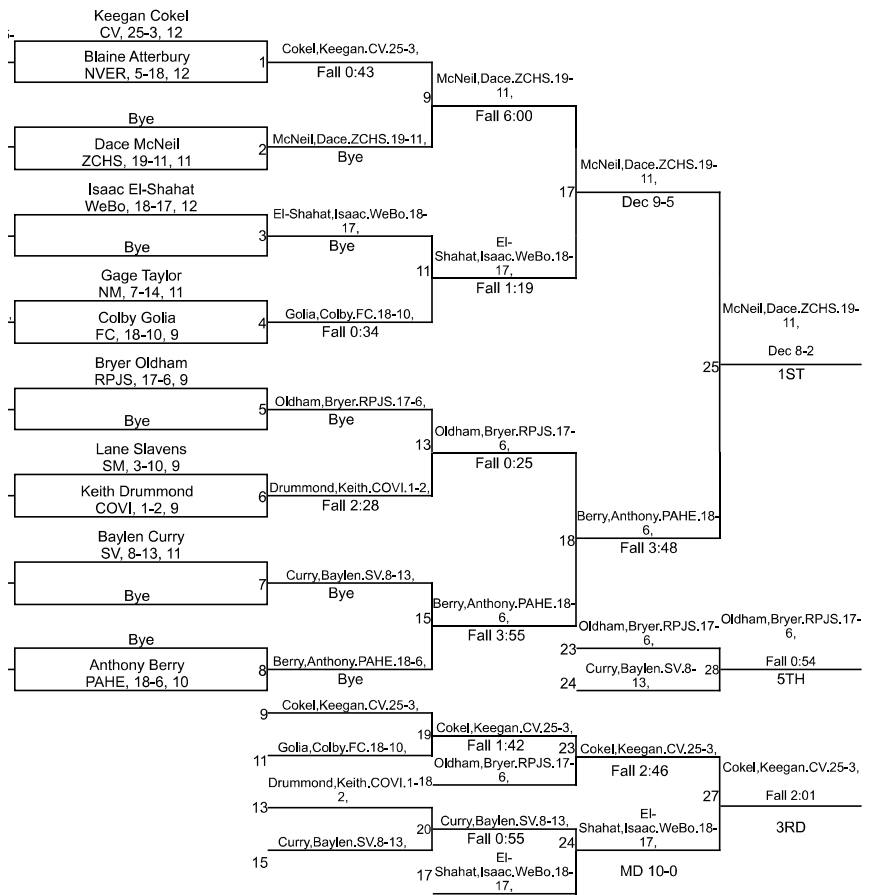 Keegan Cokel
CV, 25-3, 12
Blaine Atterbury
NVER, 5-18, 12
1
Cokel,Keegan.CV.25-3,
Fall 0:43
9
McNeil,Dace.ZCHS.19-
11,
Fall 6:00
Bye
Dace McNeil
ZCHS, 19-11, 11
2
McNeil,Dace.ZCHS.19-11,
Bye
17
McNeil,Dace.ZCHS.19-
11,
Dec 9-5
Isaac El-Shahat
WeBo, 18-17, 12
Bye
3
El-Shahat,Isaac.WeBo.18-
17,
Bye
11
El-
Shahat,Isaac.WeBo.18-
17,
Fall 1:19
Gage Taylor
NM, 7-14, 11
Colby Golia
FC, 18-10, 9
4
Golia,Colby.FC.18-10,
Fall 0:34
25
McNeil,Dace.ZCHS.19-
11,
Dec 8-2
1ST
Bryer Oldham
RPJS, 17-6, 9
Bye
5
Oldham,Bryer.RPJS.17-6,
Bye
13
Oldham,Bryer.RPJS.17-
6,
Fall 0:25
Lane Slavens
SM, 3-10, 9
Keith Drummond
COVI, 1-2, 9
6
Drummond,Keith.COVI.1-2,
Fall 2:28
18
Berry,Anthony.PAHE.18-
6,
Fall 3:48
Baylen Curry
SV, 8-13, 11
Bye
7
Curry,Baylen.SV.8-13,
Bye
15
Berry,Anthony.PAHE.18-
6,
Fall 3:55
Bye
Anthony Berry
PAHE, 18-6, 10
8
Berry,Anthony.PAHE.18-6,
Bye
23
Oldham,Bryer.RPJS.17-
6,
24
Curry,Baylen.SV.8-
13,
28
Oldham,Bryer.RPJS.17-
6,
Fall 0:54
5TH
9
Cokel,Keegan.CV.25-3,
11
Golia,Colby.FC.18-10,
19
Cokel,Keegan.CV.25-3,
Fall 1:42
18
Oldham,Bryer.RPJS.17-
6,
23
Cokel,Keegan.CV.25-3,
Fall 2:46
13
Drummond,Keith.COVI.1-
2,
15
Curry,Baylen.SV.8-13,
20
Curry,Baylen.SV.8-13,
Fall 0:55
17
El-
Shahat,Isaac.WeBo.18-
17,
24
El-
Shahat,Isaac.WeBo.18-
17,
MD 10-0
27
Cokel,Keegan.CV.25-3,
Fall 2:01
3RD